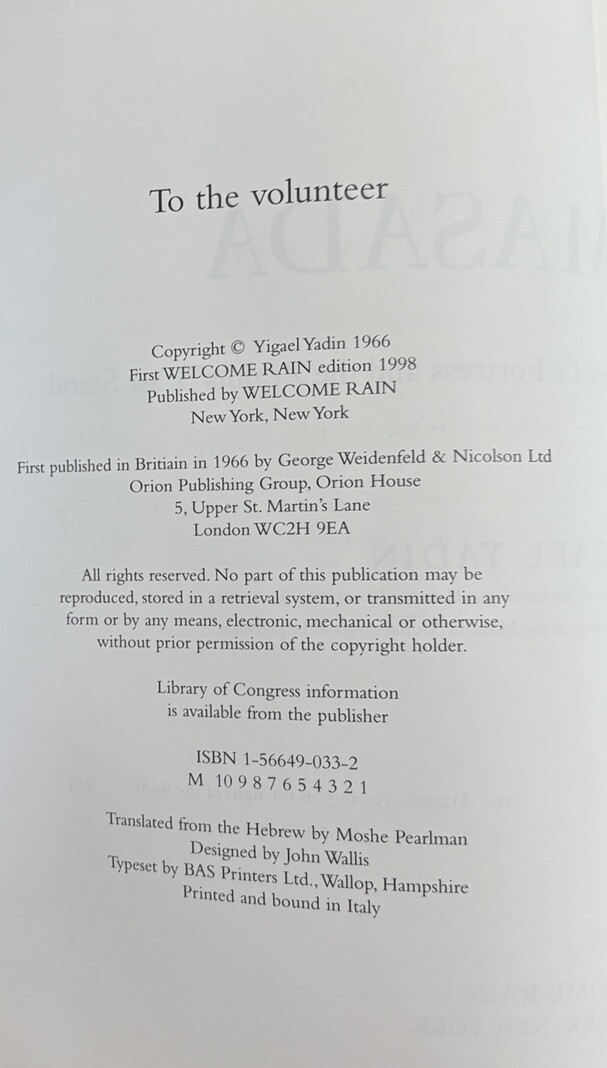 To the volunteer
Copyright © Yigael Yadin 1966
First WELCOME RAIN edition 1998
Published by WELCOME RAIN
New York, New York
First published in Britiain in 1966 by George Weidenfeld & Nicolson Ltd
Orion Publishing Group, Orion House
5, Upper St. Martin's Lane
London WC2H 9EA
All rights reserved. No part of this publication may be
reproduced, stored in a retrieval system, or transmitted in any
form or by any means, electronic, mechanical or otherwise,
without prior permission of the copyright holder.
Library of Congress information
is available from the publisher
ISBN 1-56649-033-2
M 10 9 8 7 6 5 4 3 2 1
Translated from the Hebrew by Moshe Pearlman
Designed by John Wallis
Typeset by BAS Printers Ltd., Wallop, Hampshire
Printed and bound in Italy